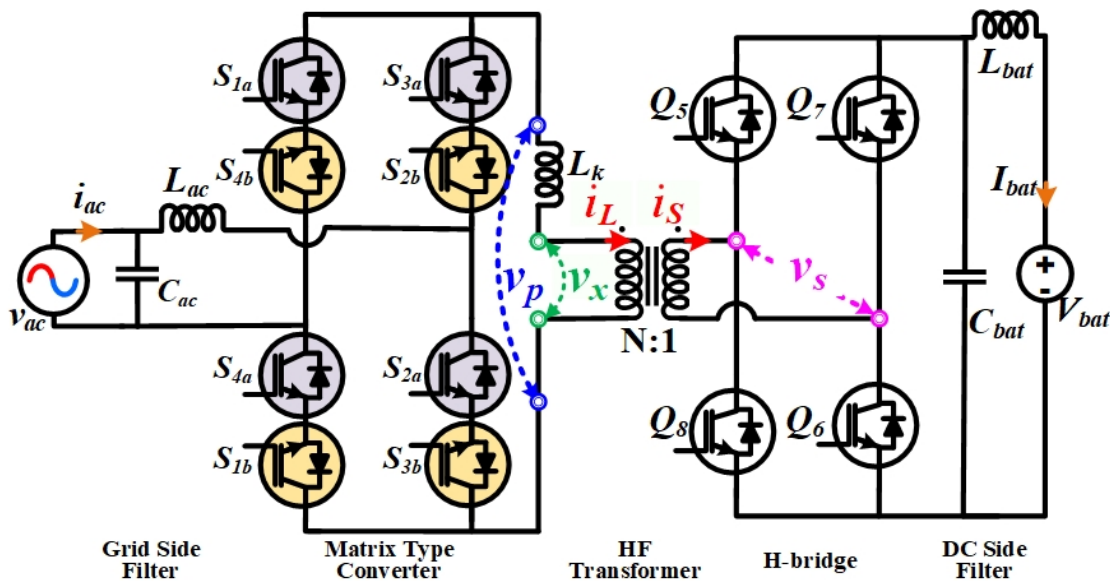 S1a
S3a
S4b
S2b
Lac
iac
Cac
vac
S4a
S2a
S1b
S3b
Lk
iL
iS
vp
vx
N:1
vs
Q5
Q7
Q8
Q6
Lbat
Ibat
Cbat
+
-
Vbat
Grid Side
Filter
Matrix Type
Converter
HF
Transformer
H-bridge
DC Side
Filter